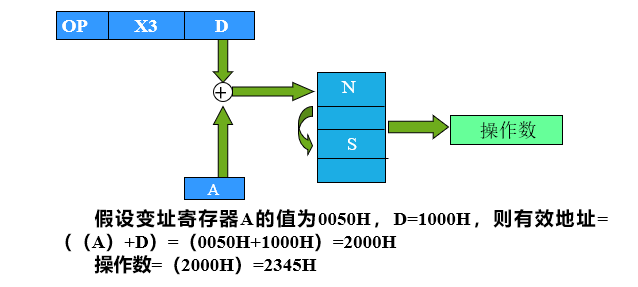 OP X3 D
N
S
操作数
A
假设变址寄存器A的值为0050H，D=1000H，则有效地址=
（（A）+D）=（0050H+1000H）=2000H
操作数=（2000H）=2345H